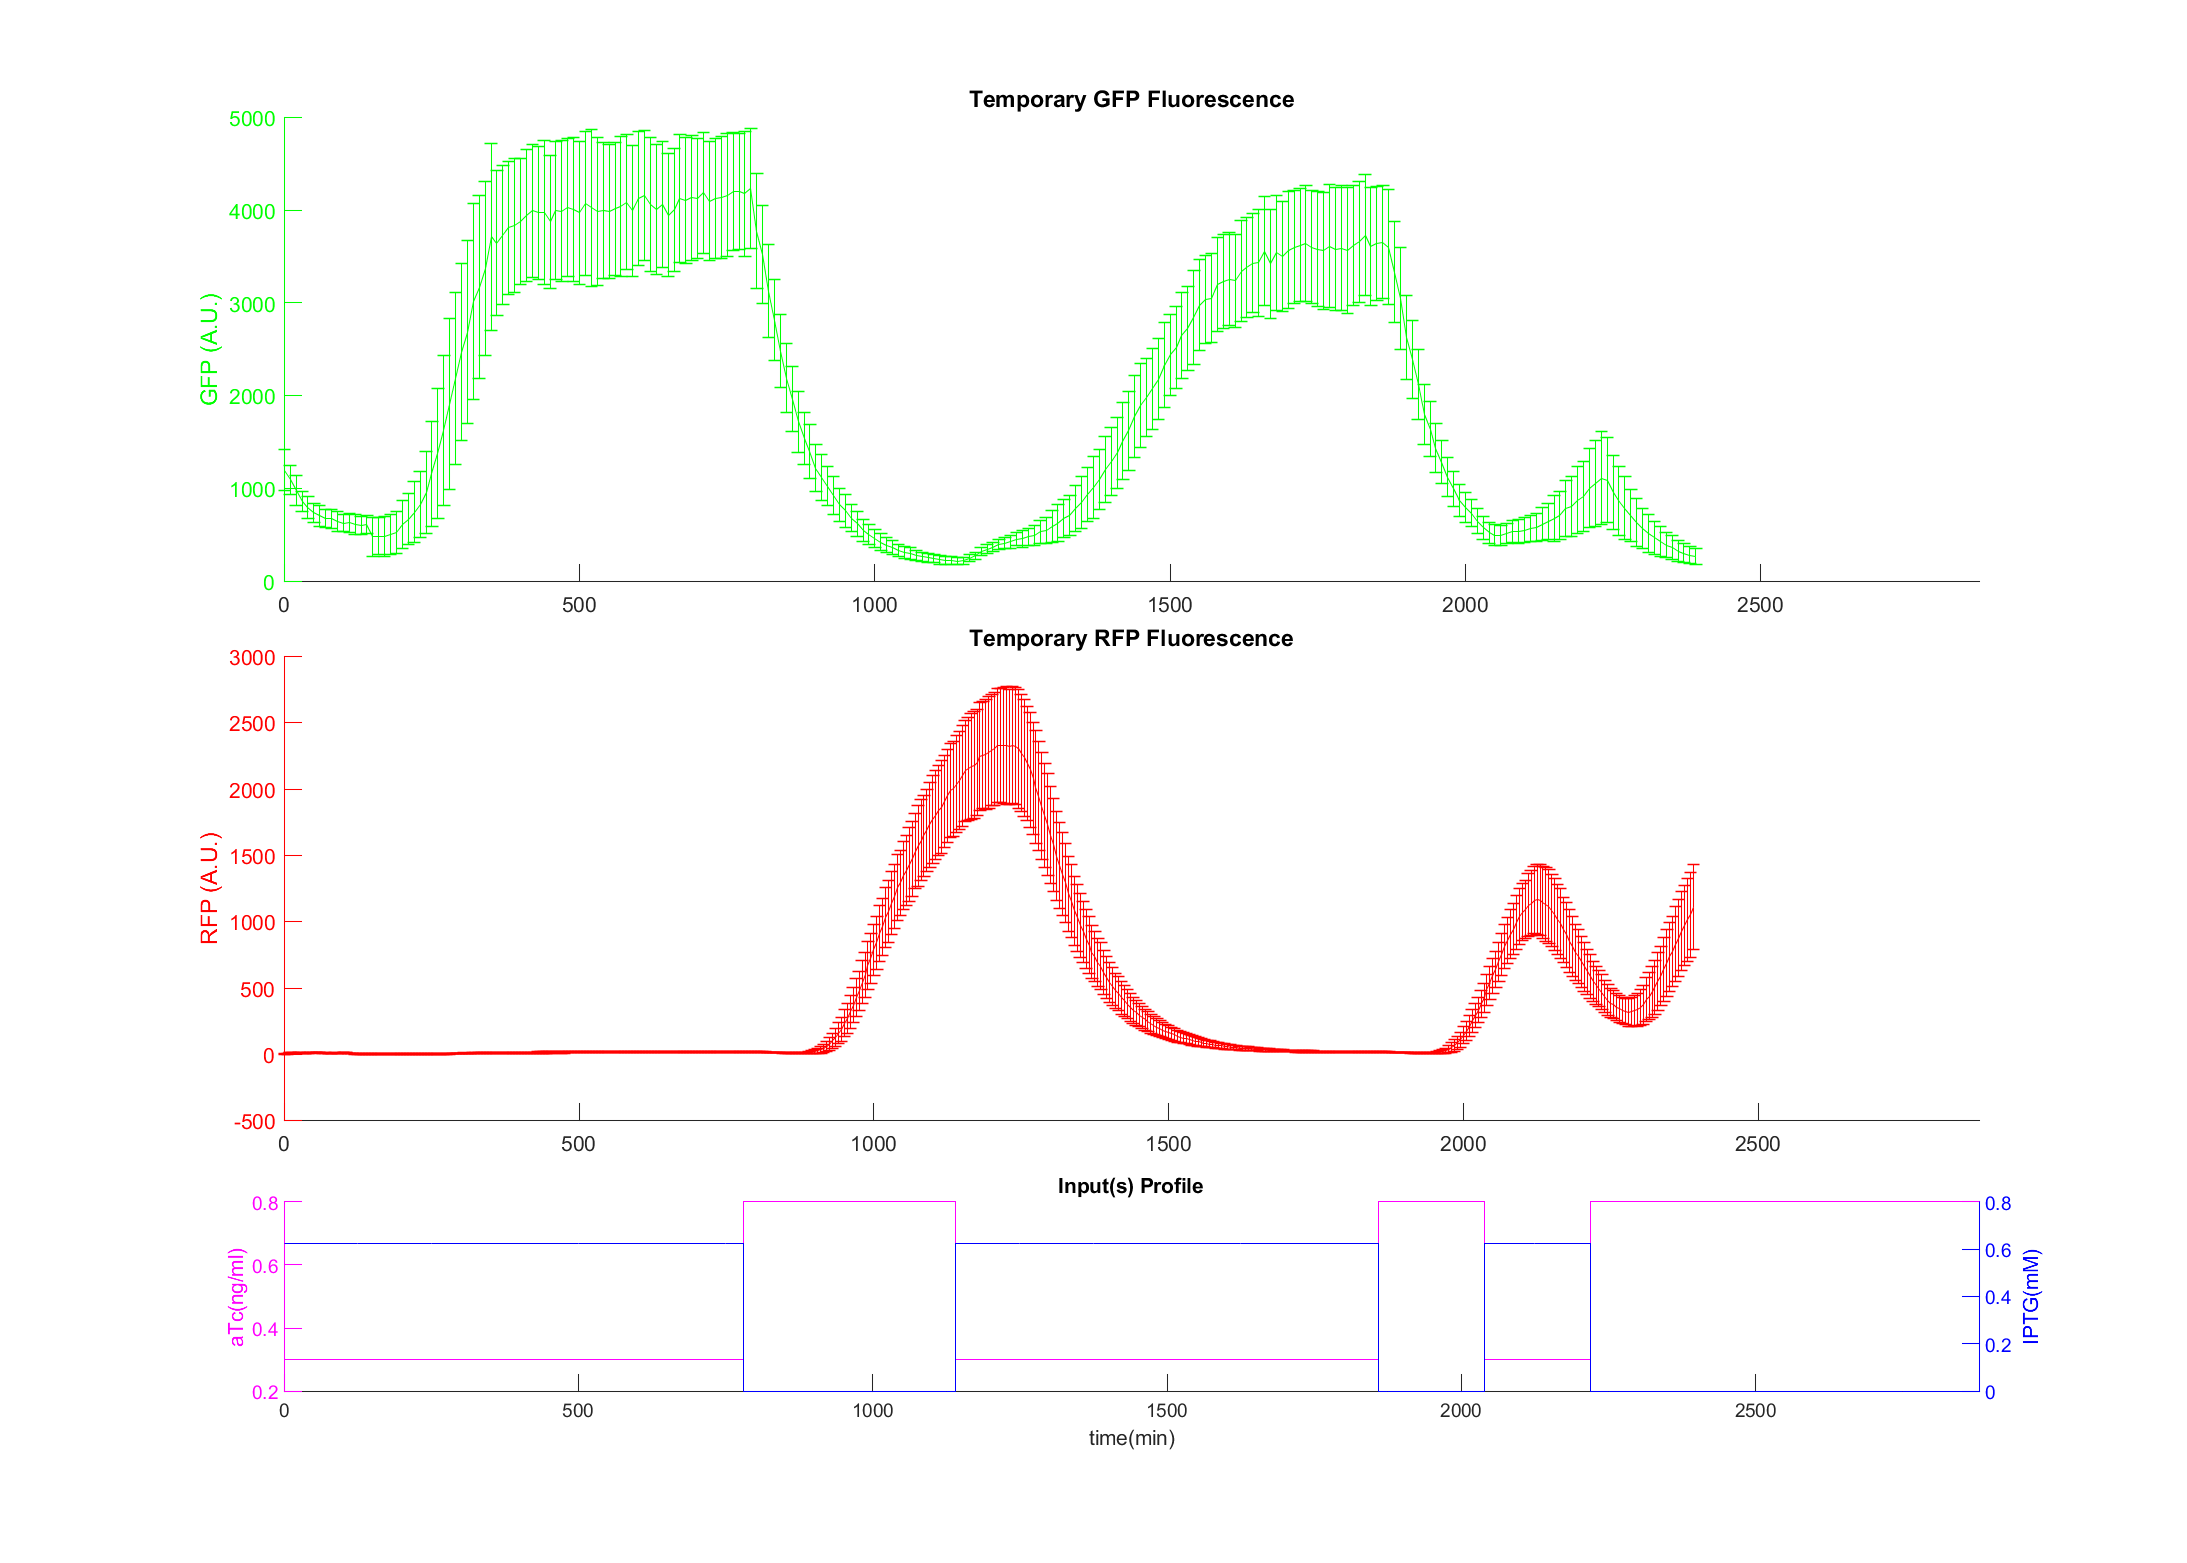 Temporary GFP Fluorescence
5000
4000
3000
2000
1000
0
GFP (A.U.)
0 500 1000 1500 2000 2500
Temporary RFP Fluorescence
3000
2500
2000
1500
1000
500
0
-500
RFP (A.U.)
0 500 1000 1500 2000 2500
Input(s) Profile
0.8
0.6
0.4
0.2
aTc(ng/ml)
0.8
0.6
0.4
0.2
0
IPTG(mM)
0 500 1000 1500 2000 2500
time(min)